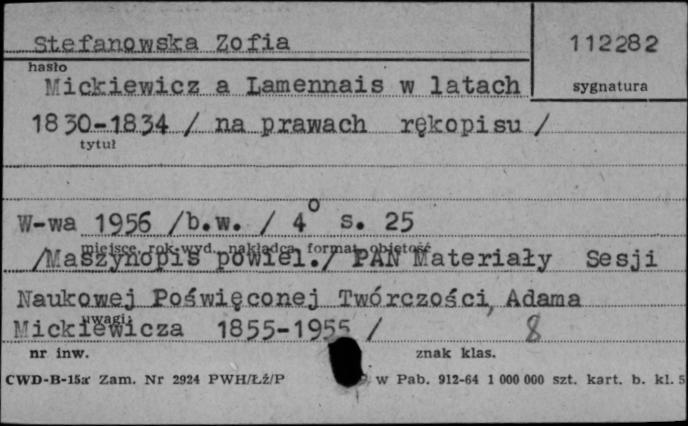 Stefanowska Zofia
112282
hasło
sygnatura
Mickiewicz a Lamennais w latach
1830-1834 / na prawach rękopisu /
tytuł
W-wa 1956 /b.w. / 4° s. 25
miejsce, rok wyd., nakładca, format, objętość
/Maszynopis powiel./ PAN Materiały Sesji
Naukowej Poświęconej Twórczości, Adama
uwagi:
Mickiewicza 1855-1955 / 8
nr inw. znak klas.
CWD-B-15a Zam. Nr 2924 PWH/Łź/P w Pab. 912-64 1 000 000 szt. kart. b. kl. 5